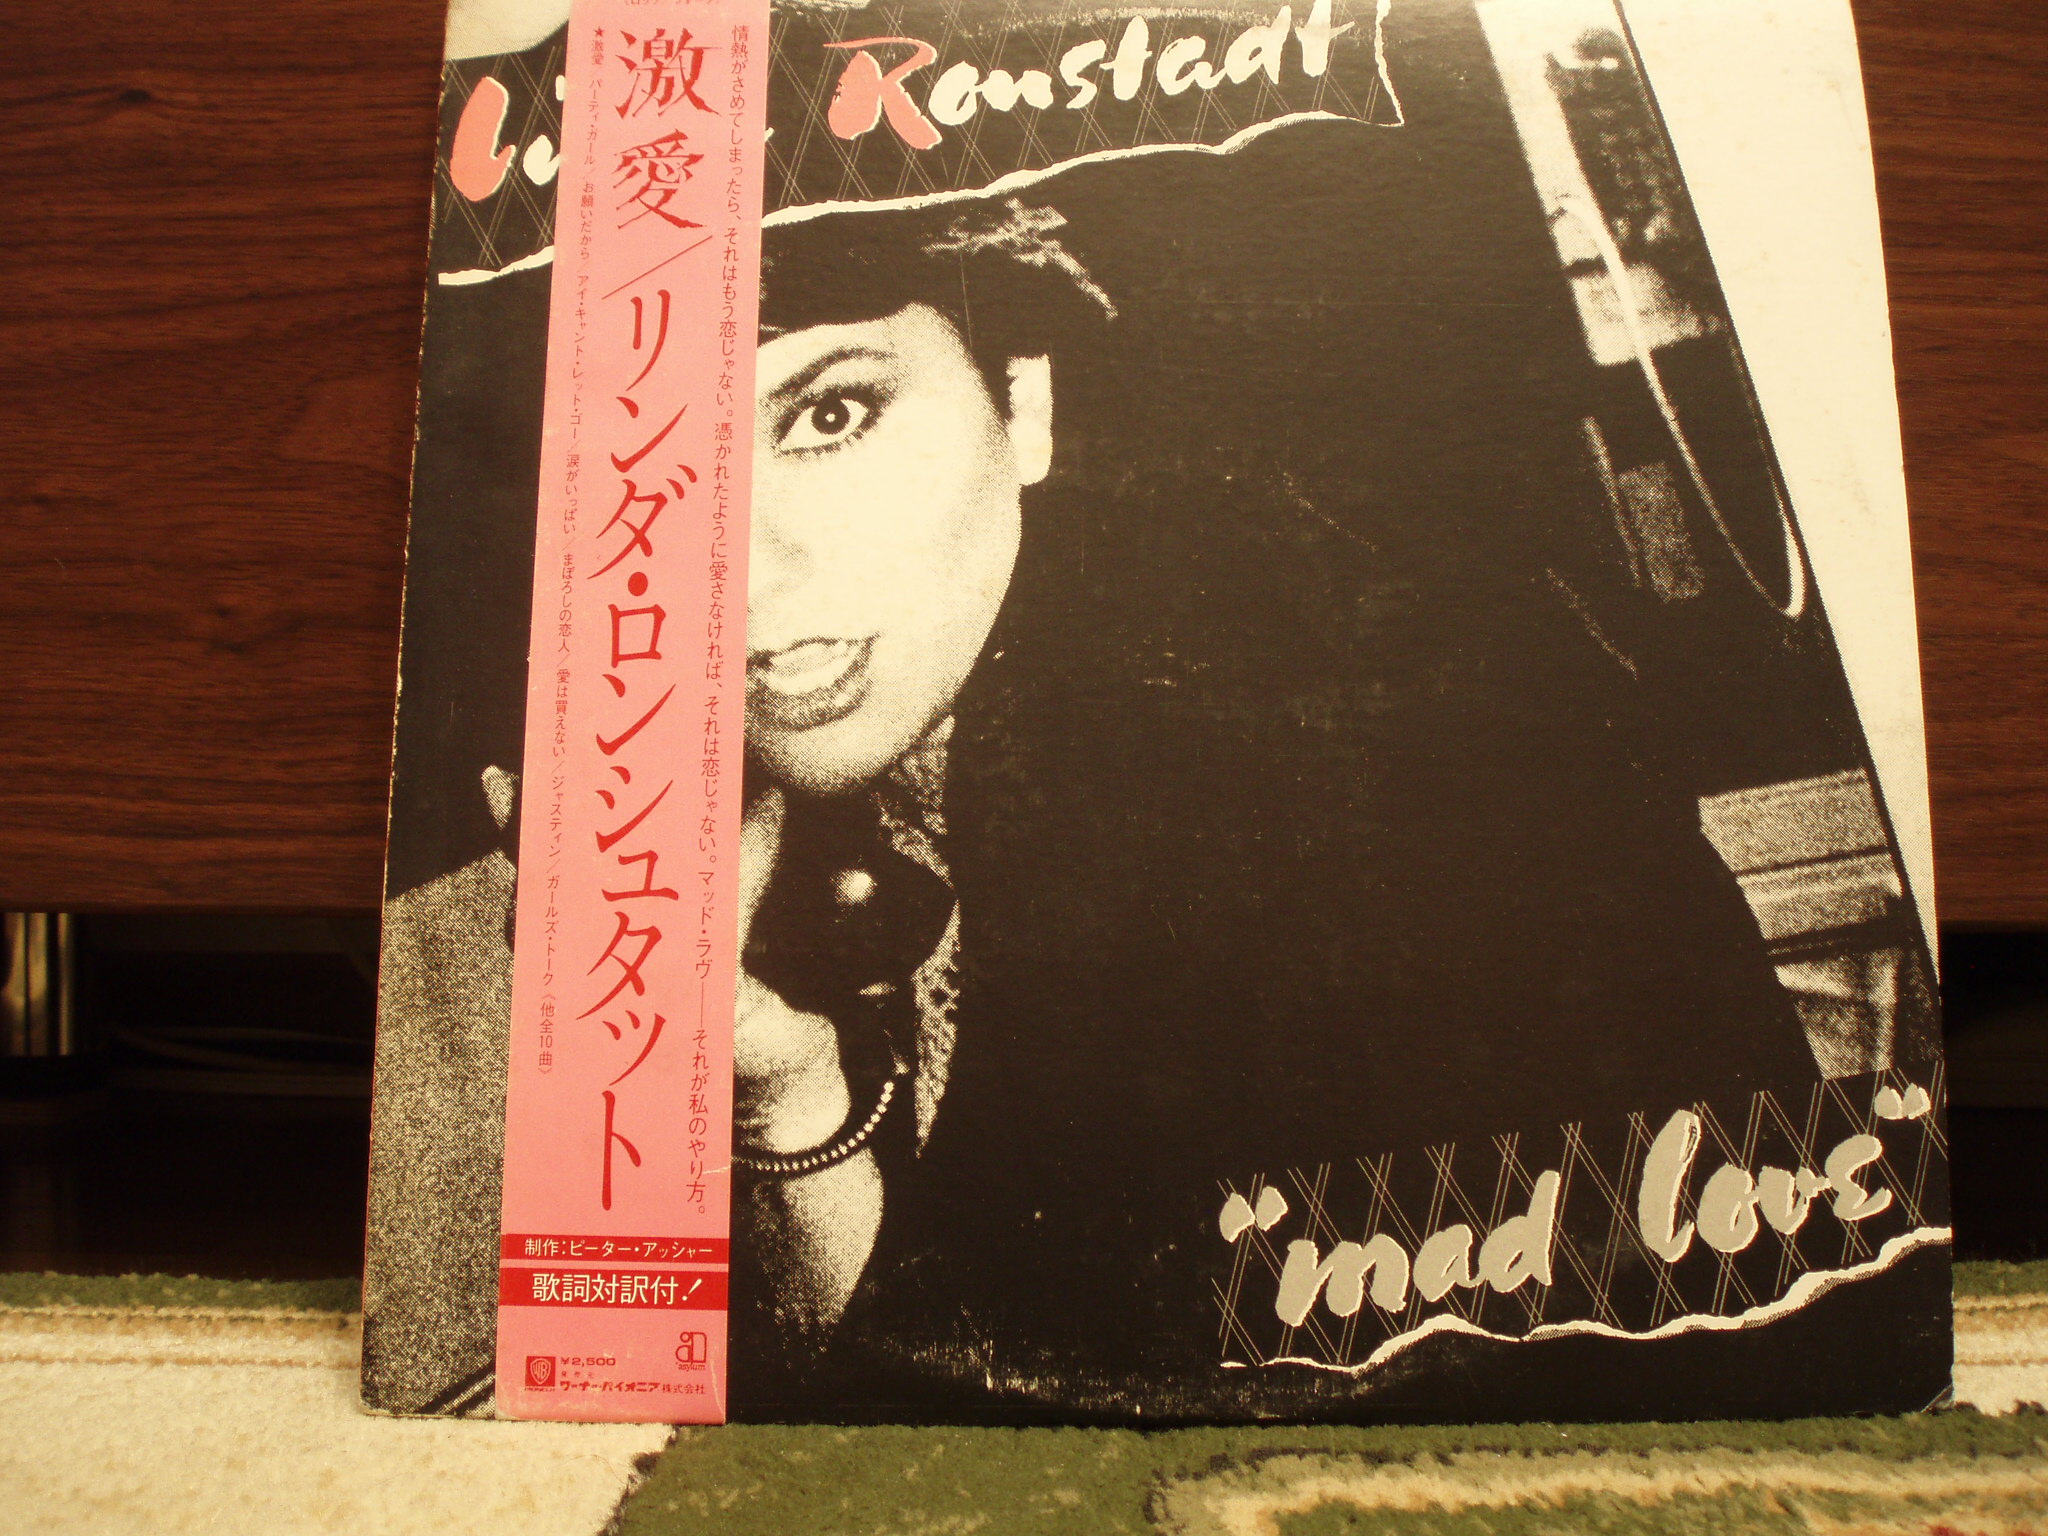 Ronstadt
情熱がさめてしまったら、それはもう恋じゃない。憑かれたように愛さなければ、それは恋じゃない。マッド・ラヴ──それが私のやり方。
激愛/リンダ・ロンシュタット
★激愛 パーティ・ガール/お願いだから/アイ・キャント・レット・ゴー/涙がいっぱい/まぼろしの恋人/愛は買えない/ジャスティン/ガールズ・トーク《他全10曲》
制作:ピーター・アッシャー
歌詞対訳付!
asylum
¥2,500
ワーナー・パイオニア株式会社
"mad love"